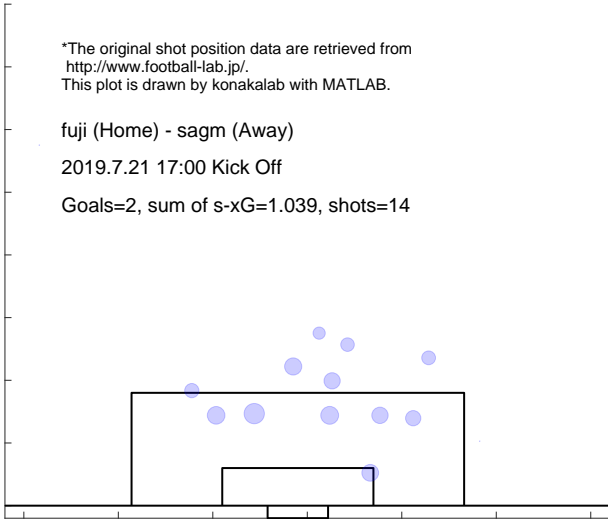 *The original shot position data are retrieved from
http://www.football-lab.jp/.
This plot is drawn by konakalab with MATLAB.
fuji (Home) - sagm (Away)
2019.7.21 17:00 Kick Off
Goals=2, sum of s-xG=1.039, shots=14